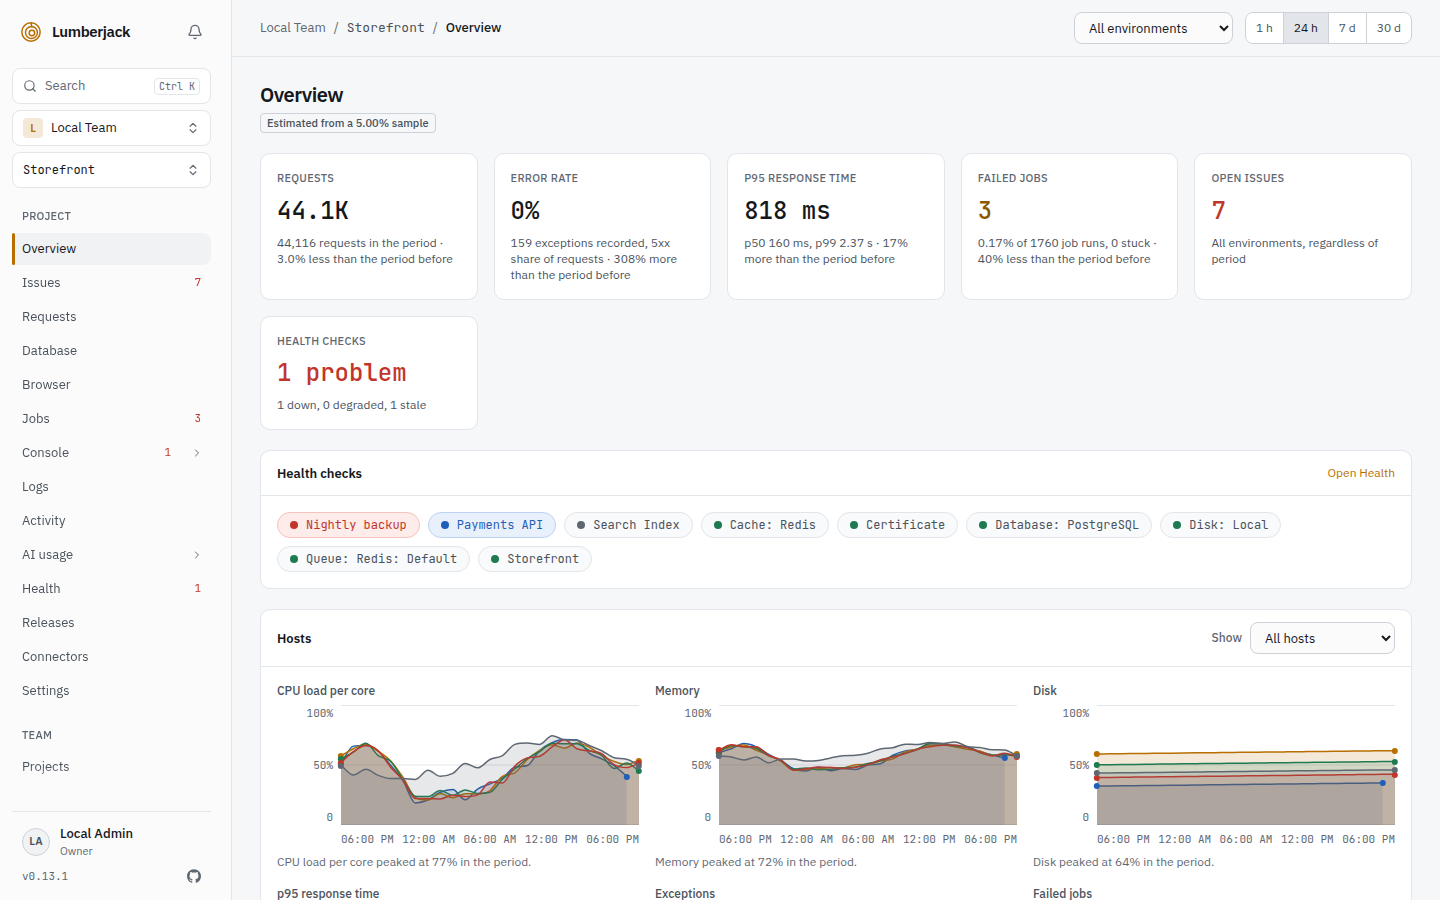 Lumberjack
Search
Ctrl K
L
Local Team
Storefront
PROJECT
Overview
Issues
7
Requests
Database
Browser
Jobs
3
Console
1
Logs
Activity
AI usage
Health
1
Releases
Connectors
Settings
TEAM
Projects
LA
Local Admin
Owner
v0.13.1
Local Team / Storefront / Overview
All environments
1 h
24 h
7 d
30 d
Overview
Estimated from a 5.00% sample
REQUESTS
44.1K
44,116 requests in the period ·
3.0% less than the period before
ERROR RATE
0%
159 exceptions recorded, 5xx
share of requests · 308% more
than the period before
P95 RESPONSE TIME
818 ms
p50 160 ms, p99 2.37 s · 17%
more than the period before
FAILED JOBS
3
0.17% of 1760 job runs, 0 stuck ·
40% less than the period before
OPEN ISSUES
7
All environments, regardless of
period
HEALTH CHECKS
1 problem
1 down, 0 degraded, 1 stale
Health checks
Open Health
Nightly backup
Payments API
Search Index
Cache: Redis
Certificate
Database: PostgreSQL
Disk: Local
Queue: Redis: Default
Storefront
Hosts
Show
All hosts
CPU load per core
100%
50%
0
06:00 PM 12:00 AM 06:00 AM 12:00 PM 06:00 PM
CPU load per core peaked at 77% in the period.
Memory
100%
50%
0
06:00 PM 12:00 AM 06:00 AM 12:00 PM 06:00 PM
Memory peaked at 72% in the period.
Disk
100%
50%
0
06:00 PM 12:00 AM 06:00 AM 12:00 PM 06:00 PM
Disk peaked at 64% in the period.
p95 response time
Exceptions
Failed jobs